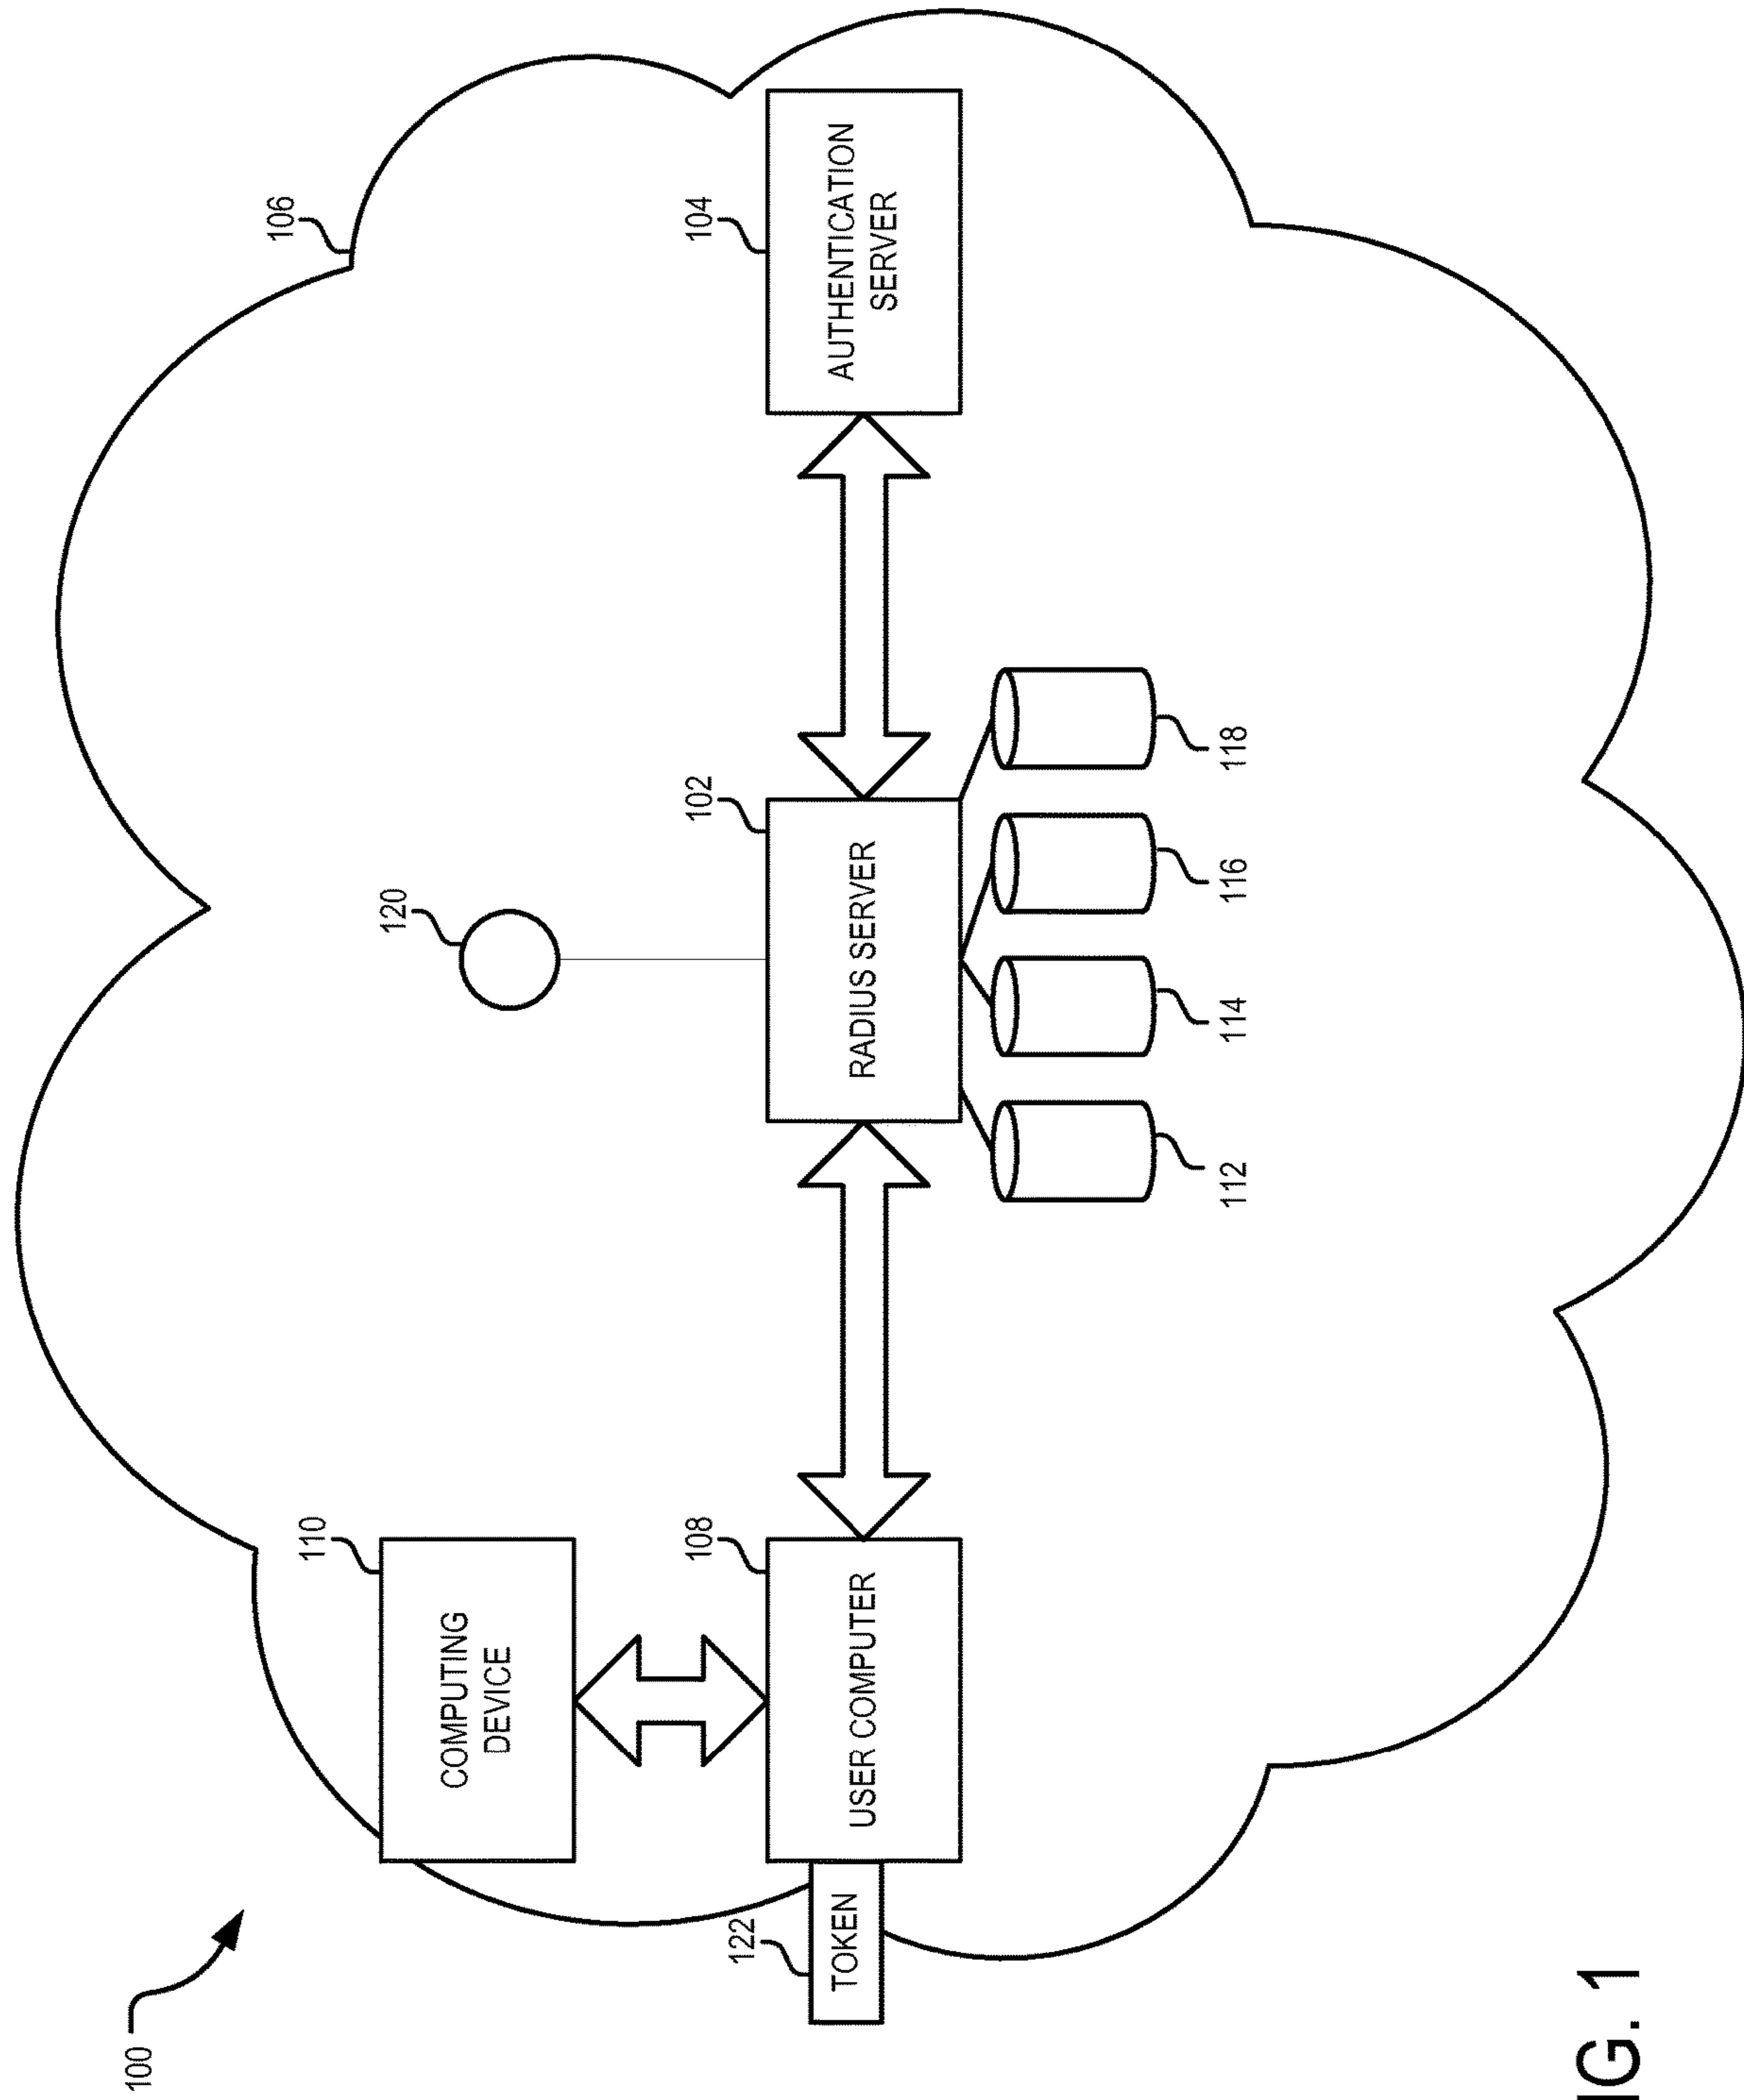 100
106
110
COMPUTING
DEVICE
120
122
TOKEN
108
USER COMPUTER
102
RADIUS SERVER
104
AUTHENTICATION
SERVER
112
114
116
118
IG. 1